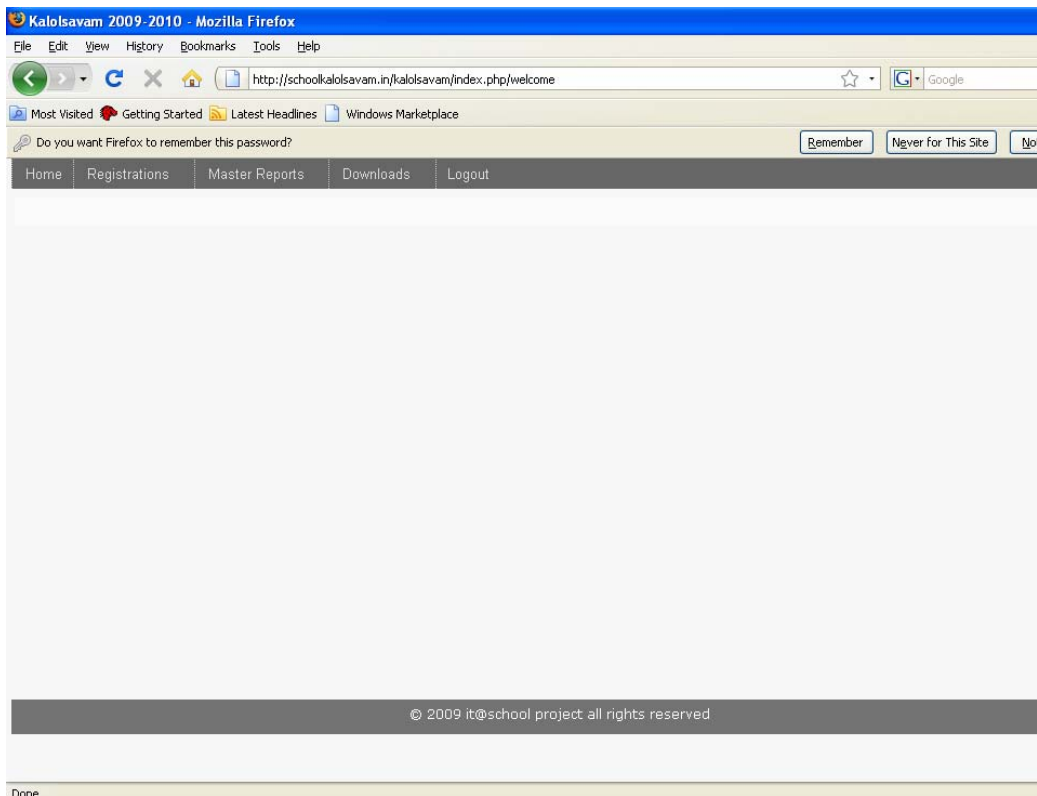 Kalolsavam 2009-2010 - Mozilla Firefox
File Edit View History Bookmarks Tools Help
http://schoolkalolsavam.in/kalolsavam/index.php/welcome G Google
Most Visited Getting Started Latest Headlines Windows Marketplace
Do you want Firefox to remember this password? Remember Never for This Site No
Home Registrations Master Reports Downloads Logout
© 2009 it@school project all rights reserved
Done